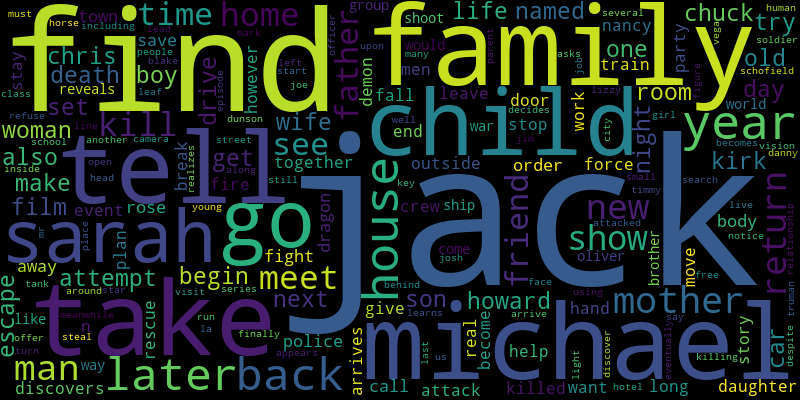 find
family
jack
child
tell
sarah
take
michael
go
house
year
mother
return
new
show
friend
back
later
man
meet
kill
home
time
father
see
woman
also
make
film
death
boy
chris
town
set
wife
get
drive
night
room
day
old
try
one
named
life
chuck
car
son
howard
begin
attempt
escape
next
police
fight
rose
event
dragon
rescue
plan
away
like
discovers
way
call
attack
killed
want
long
daughter
story
hand
help
become
real
give
arrives
crew
ship
order
force
work
door
train
leave
fall
men
demon
save
however
reveals
stay
horse
including
people
break
realizes
together
outside
end
war
stop
kirk
body
brother
move
oliver
party
nancy
shoot
group
several
human
must
soldier
vegas
world
vision
danny
schofield
girl
city
small
timmy
search
live
notice
becomes
attacked
free
face
josh
come
key
behind
learns
arrive
us
last
light
discover
hotel
using
say
eventually
killing
despite
truman
relationship
figure
parent
job
asks
decides
lizzy
jim
well
upon
many
would
officer
mark
left
start
joe
episode
blake
leaf
lead
dunson
street
along
still
fire
camera
another
line
school
class
refuse
inside
open
head
young
place
mr
tank
around
star
visit
series
meanwhile
n
run
la
finally
appears
steal
turn
offer